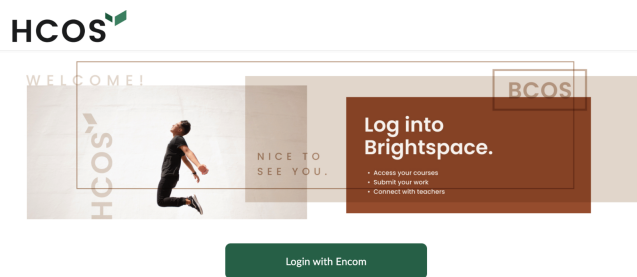 HCOS
WELCOME!
BCOS
HCOS
NICE TO
SEE YOU.
Log into
Brightspace.
• Access your courses
• Submit your work
• Connect with teachers
Login with Encom